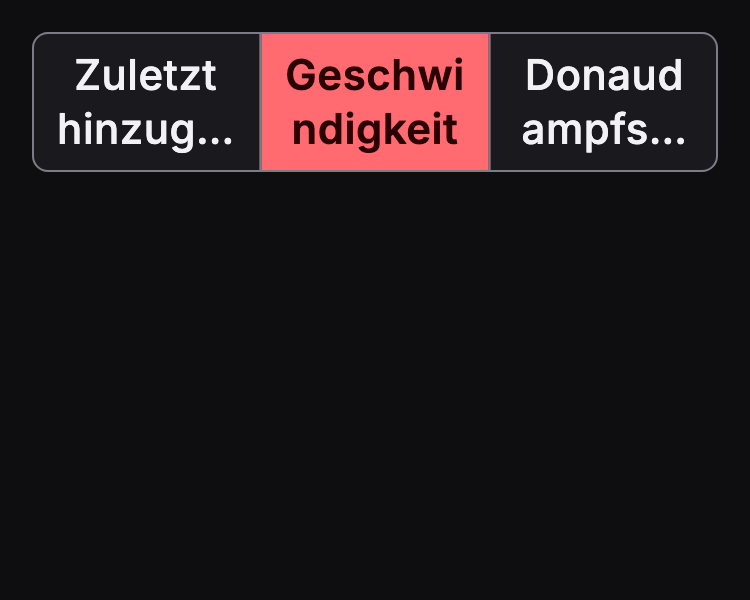 Zuletzt
hinzug...
Geschwi
ndigkeit
Donaud
ampfs...